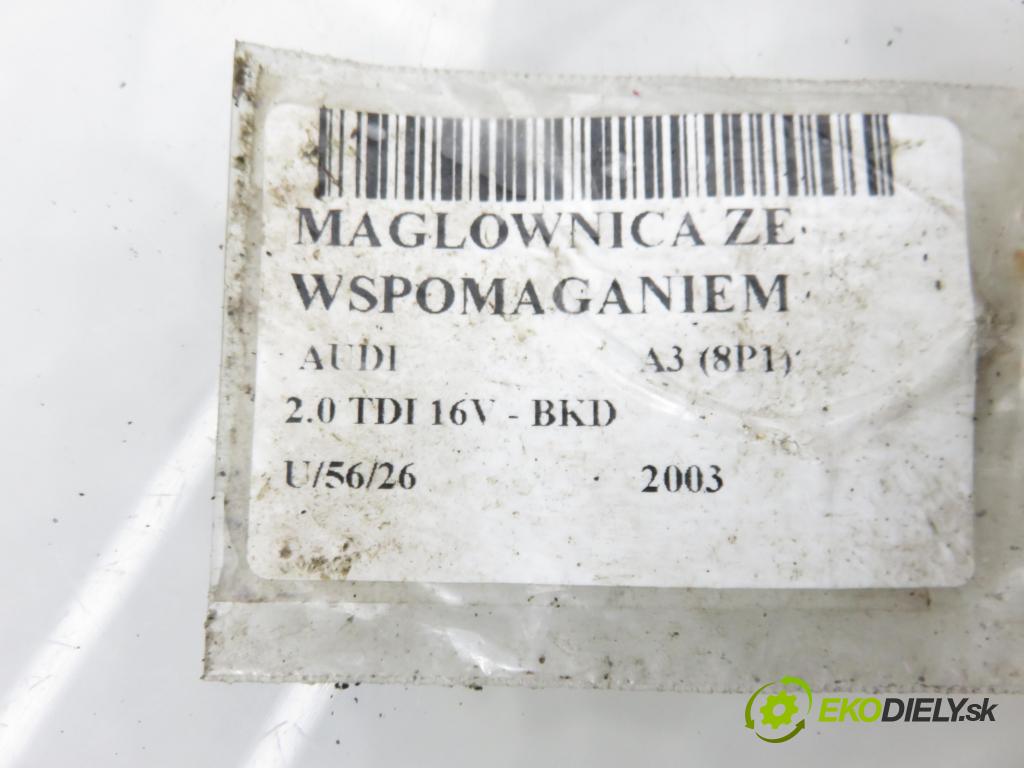 MAGLOWNICA ZE
WSPOMAGANIEM
AUDI A3 (8P1)
2.0 TDI 16V - BKD
U/56/26 2003
EKODIELY.sk